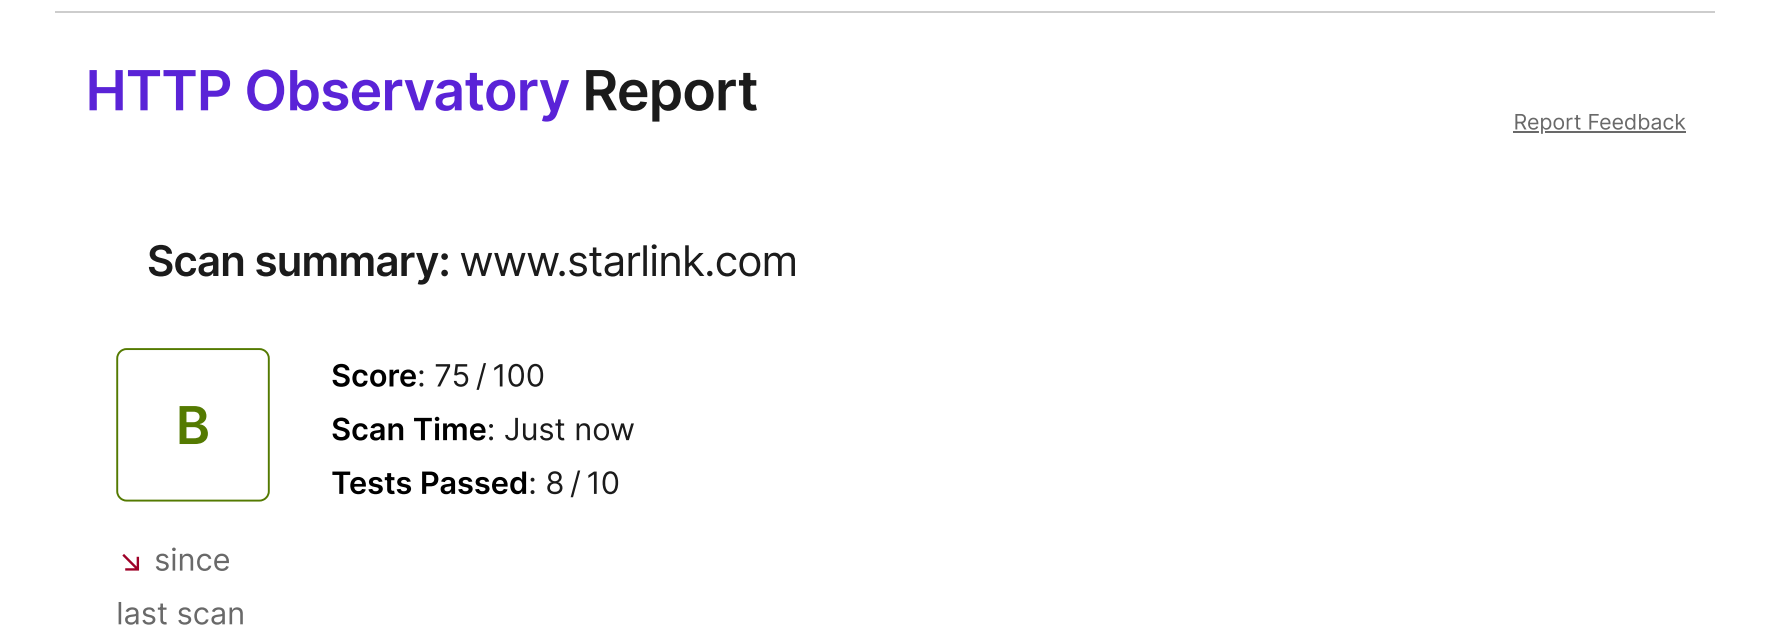 HTTP Observatory Report
Report Feedback
Scan summary: www.starlink.com
B
Score: 75 / 100
Scan Time: Just now
Tests Passed: 8 / 10
since
last scan